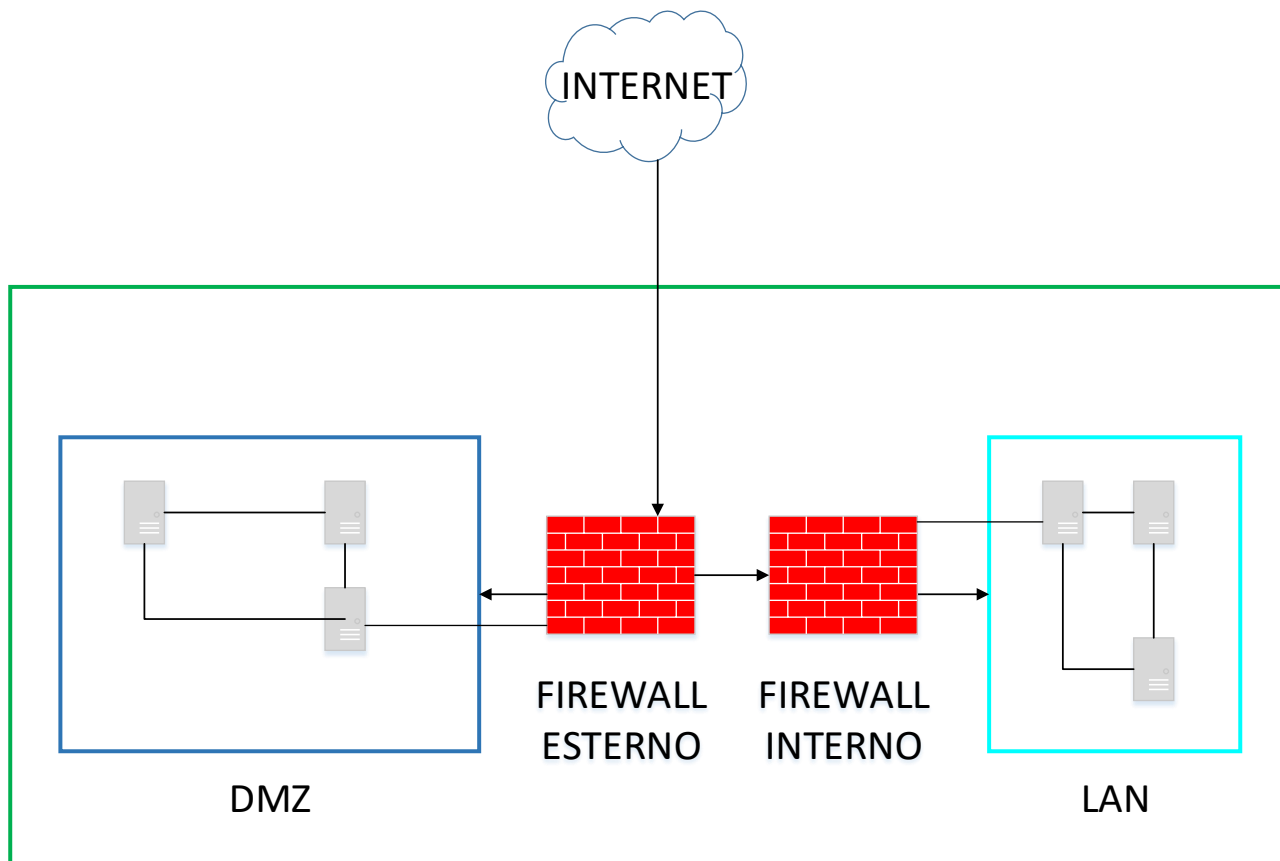 INTERNET
FIREWALL
ESTERNO
FIREWALL
INTERNO
DMZ
LAN